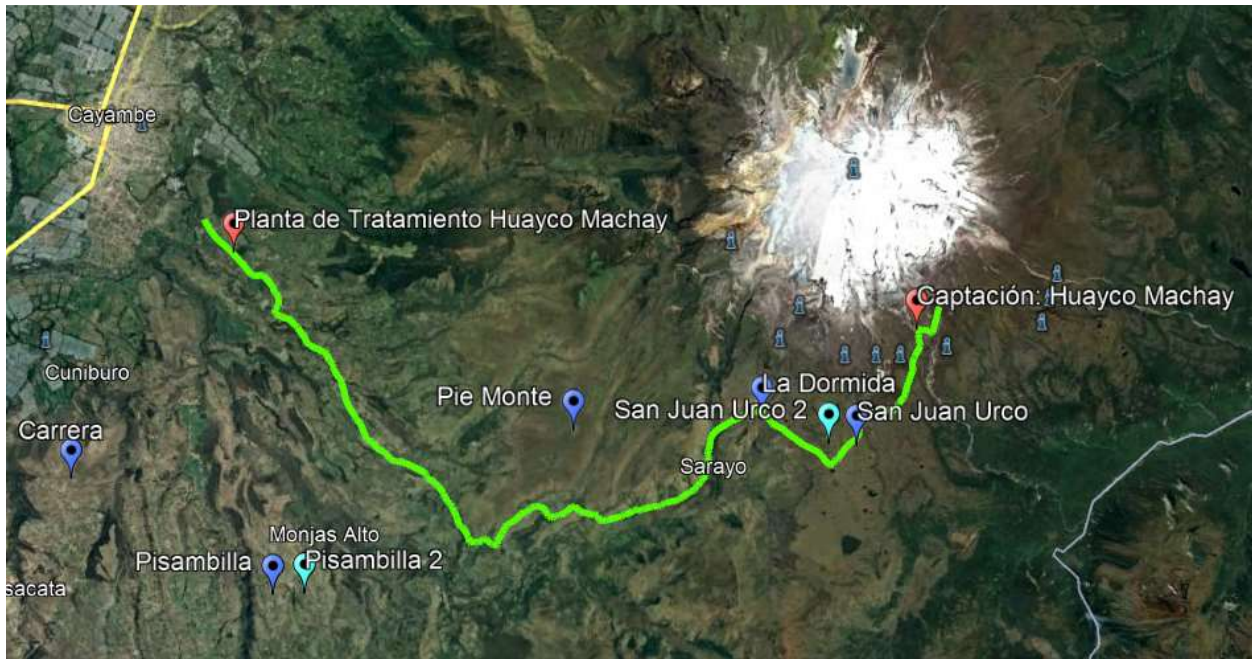 Cayambe
Planta de Tratamiento Huayco Machay
Captación: Huayco Machay
Cuniburo
La Dormida
Pie Monte
San Juan Urco 2
San Juan Urco
Carrera
Sarayo
Monjas Alto
Pisambilla
Pisambilla 2
sacata